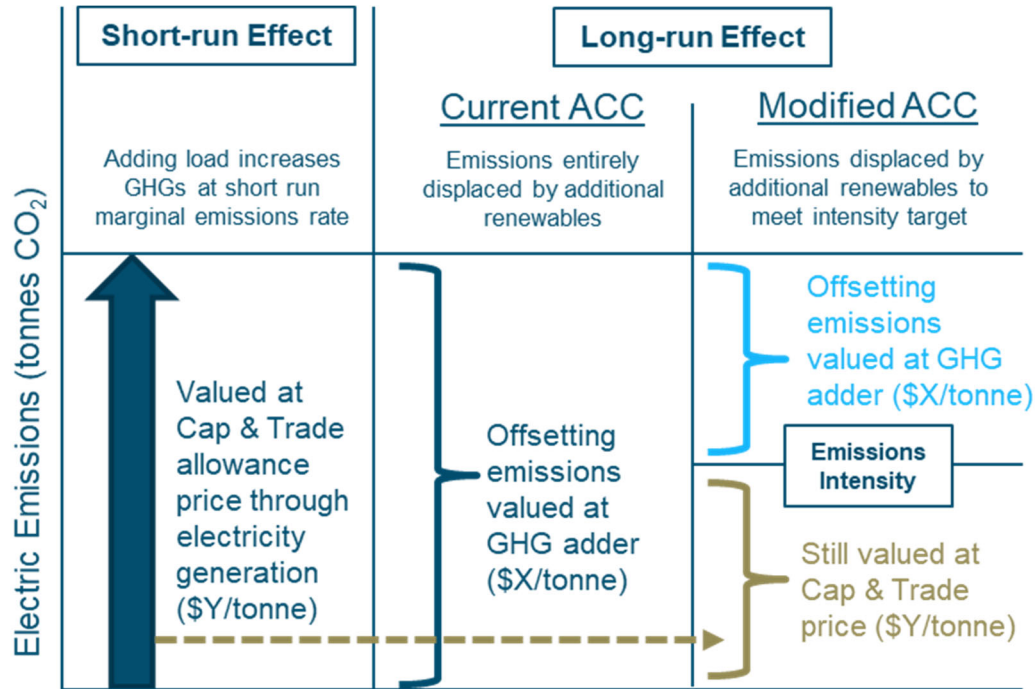 Short-run Effect
Long-run Effect
Current ACC
Modified ACC
Adding load increases
GHGs at short run
marginal emissions rate
Emissions entirely
displaced by additional
renewables
Emissions displaced by
additional renewables to
meet intensity target
Electric Emissions (tonnes CO₂)
Valued at
Cap & Trade
allowance
price through
electricity
generation
($Y/tonne)
Offsetting
emissions
valued at
GHG adder
($X/tonne)
Offsetting
emissions
valued at GHG
adder ($X/tonne)
Emissions
Intensity
Still valued at
Cap & Trade
price ($Y/tonne)